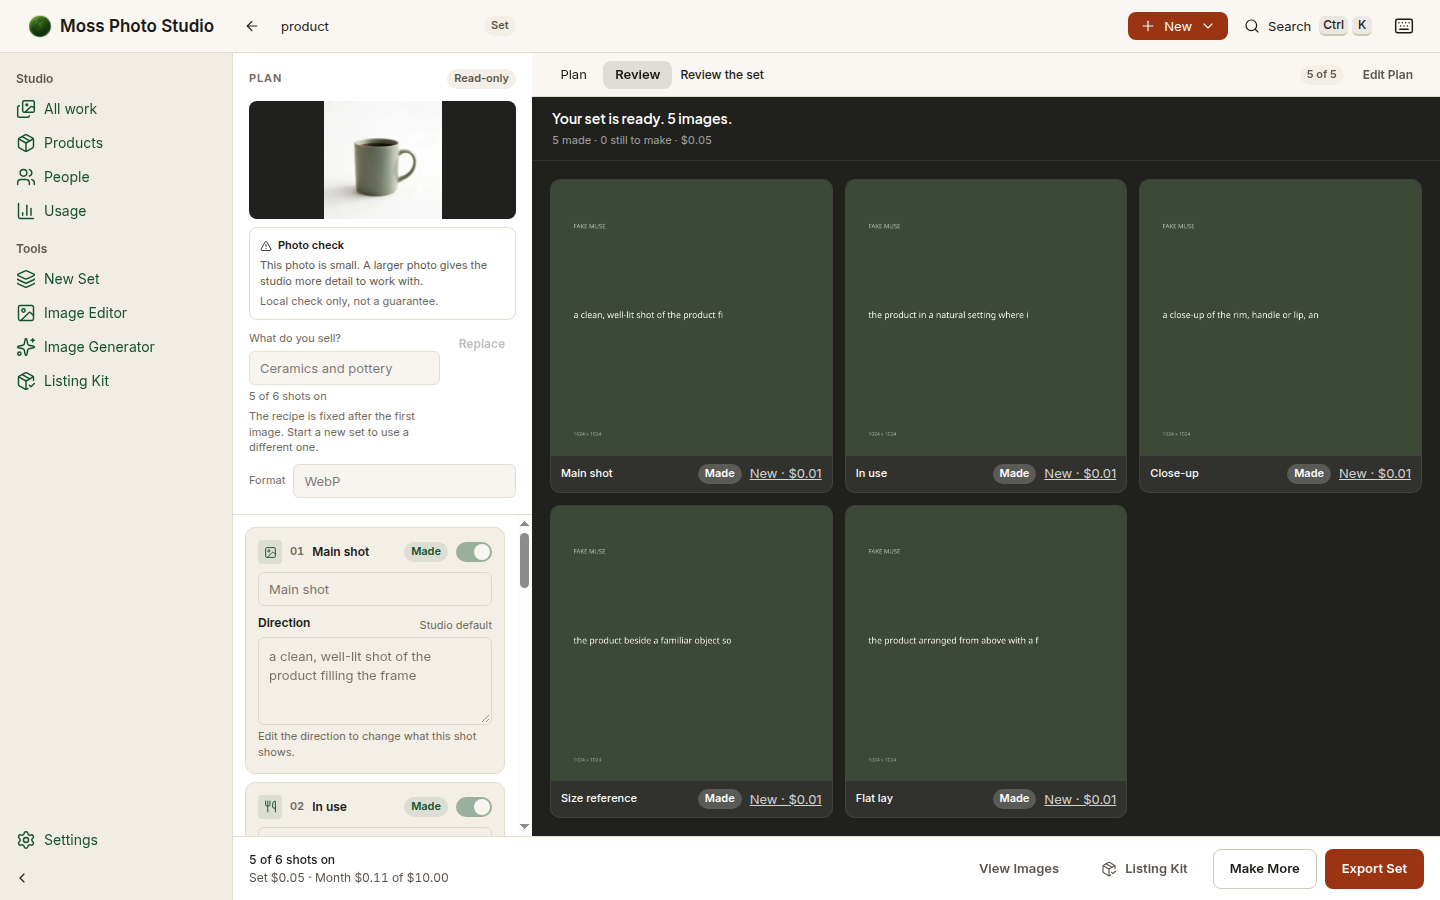 Moss Photo Studio
product
Set
New
Search
Ctrl
K
Studio
All work
Products
People
Usage
Tools
New Set
Image Editor
Image Generator
Listing Kit
Settings
PLAN
Read-only
Photo check
This photo is small. A larger photo gives the
studio more detail to work with.
Local check only, not a guarantee.
What do you sell?
Replace
Ceramics and pottery
5 of 6 shots on
The recipe is fixed after the first
image. Start a new set to use a
different one.
Format
WebP
01 Main shot
Made
Main shot
Direction
Studio default
a clean, well-lit shot of the
product filling the frame
Edit the direction to change what this shot
shows.
02 In use
Made
Plan
Review
Review the set
5 of 5
Edit Plan
Your set is ready. 5 images.
5 made · 0 still to make · $0.05
FAKE MUSE
a clean, well-lit shot of the product fi
1024 x 1024
Main shot
Made
New · $0.01
FAKE MUSE
the product in a natural setting where i
1024 x 1024
In use
Made
New · $0.01
FAKE MUSE
a close-up of the rim, handle or lip, an
1024 x 1024
Close-up
Made
New · $0.01
FAKE MUSE
the product beside a familiar object so
1024 x 1024
Size reference
Made
New · $0.01
FAKE MUSE
the product arranged from above with a f
1024 x 1024
Flat lay
Made
New · $0.01
5 of 6 shots on
Set $0.05 · Month $0.11 of $10.00
View Images
Listing Kit
Make More
Export Set